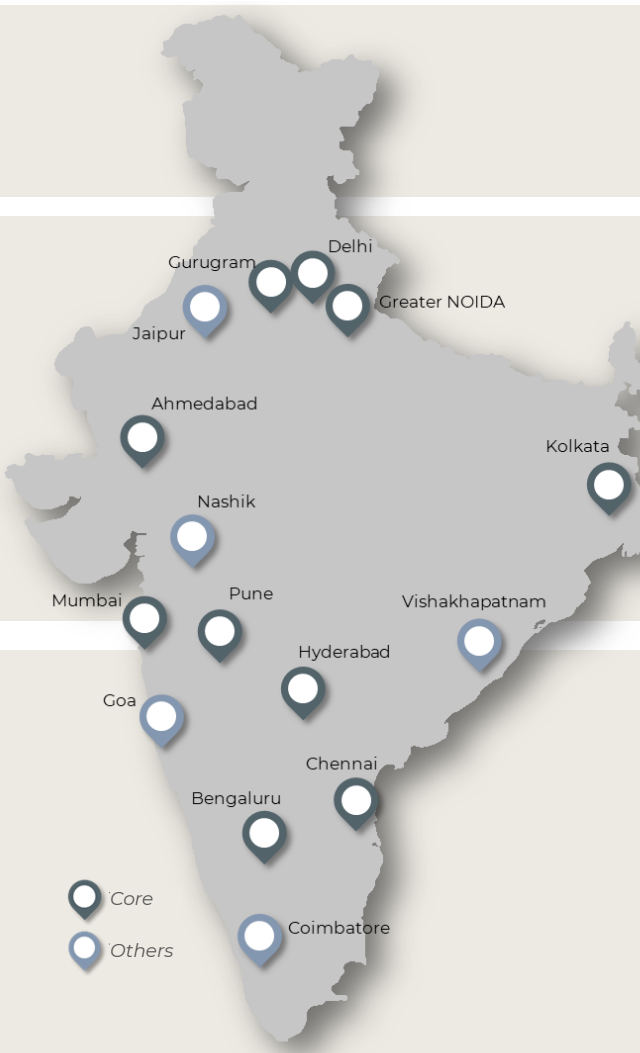 Delhi
Gurugram
Greater NOIDA
Jaipur
Ahmedabad
Kolkata
Nashik
Pune
Mumbai
Vishakhapatnam
Hyderabad
Goa
Chennai
Bengaluru
Core
Coimbatore
Others